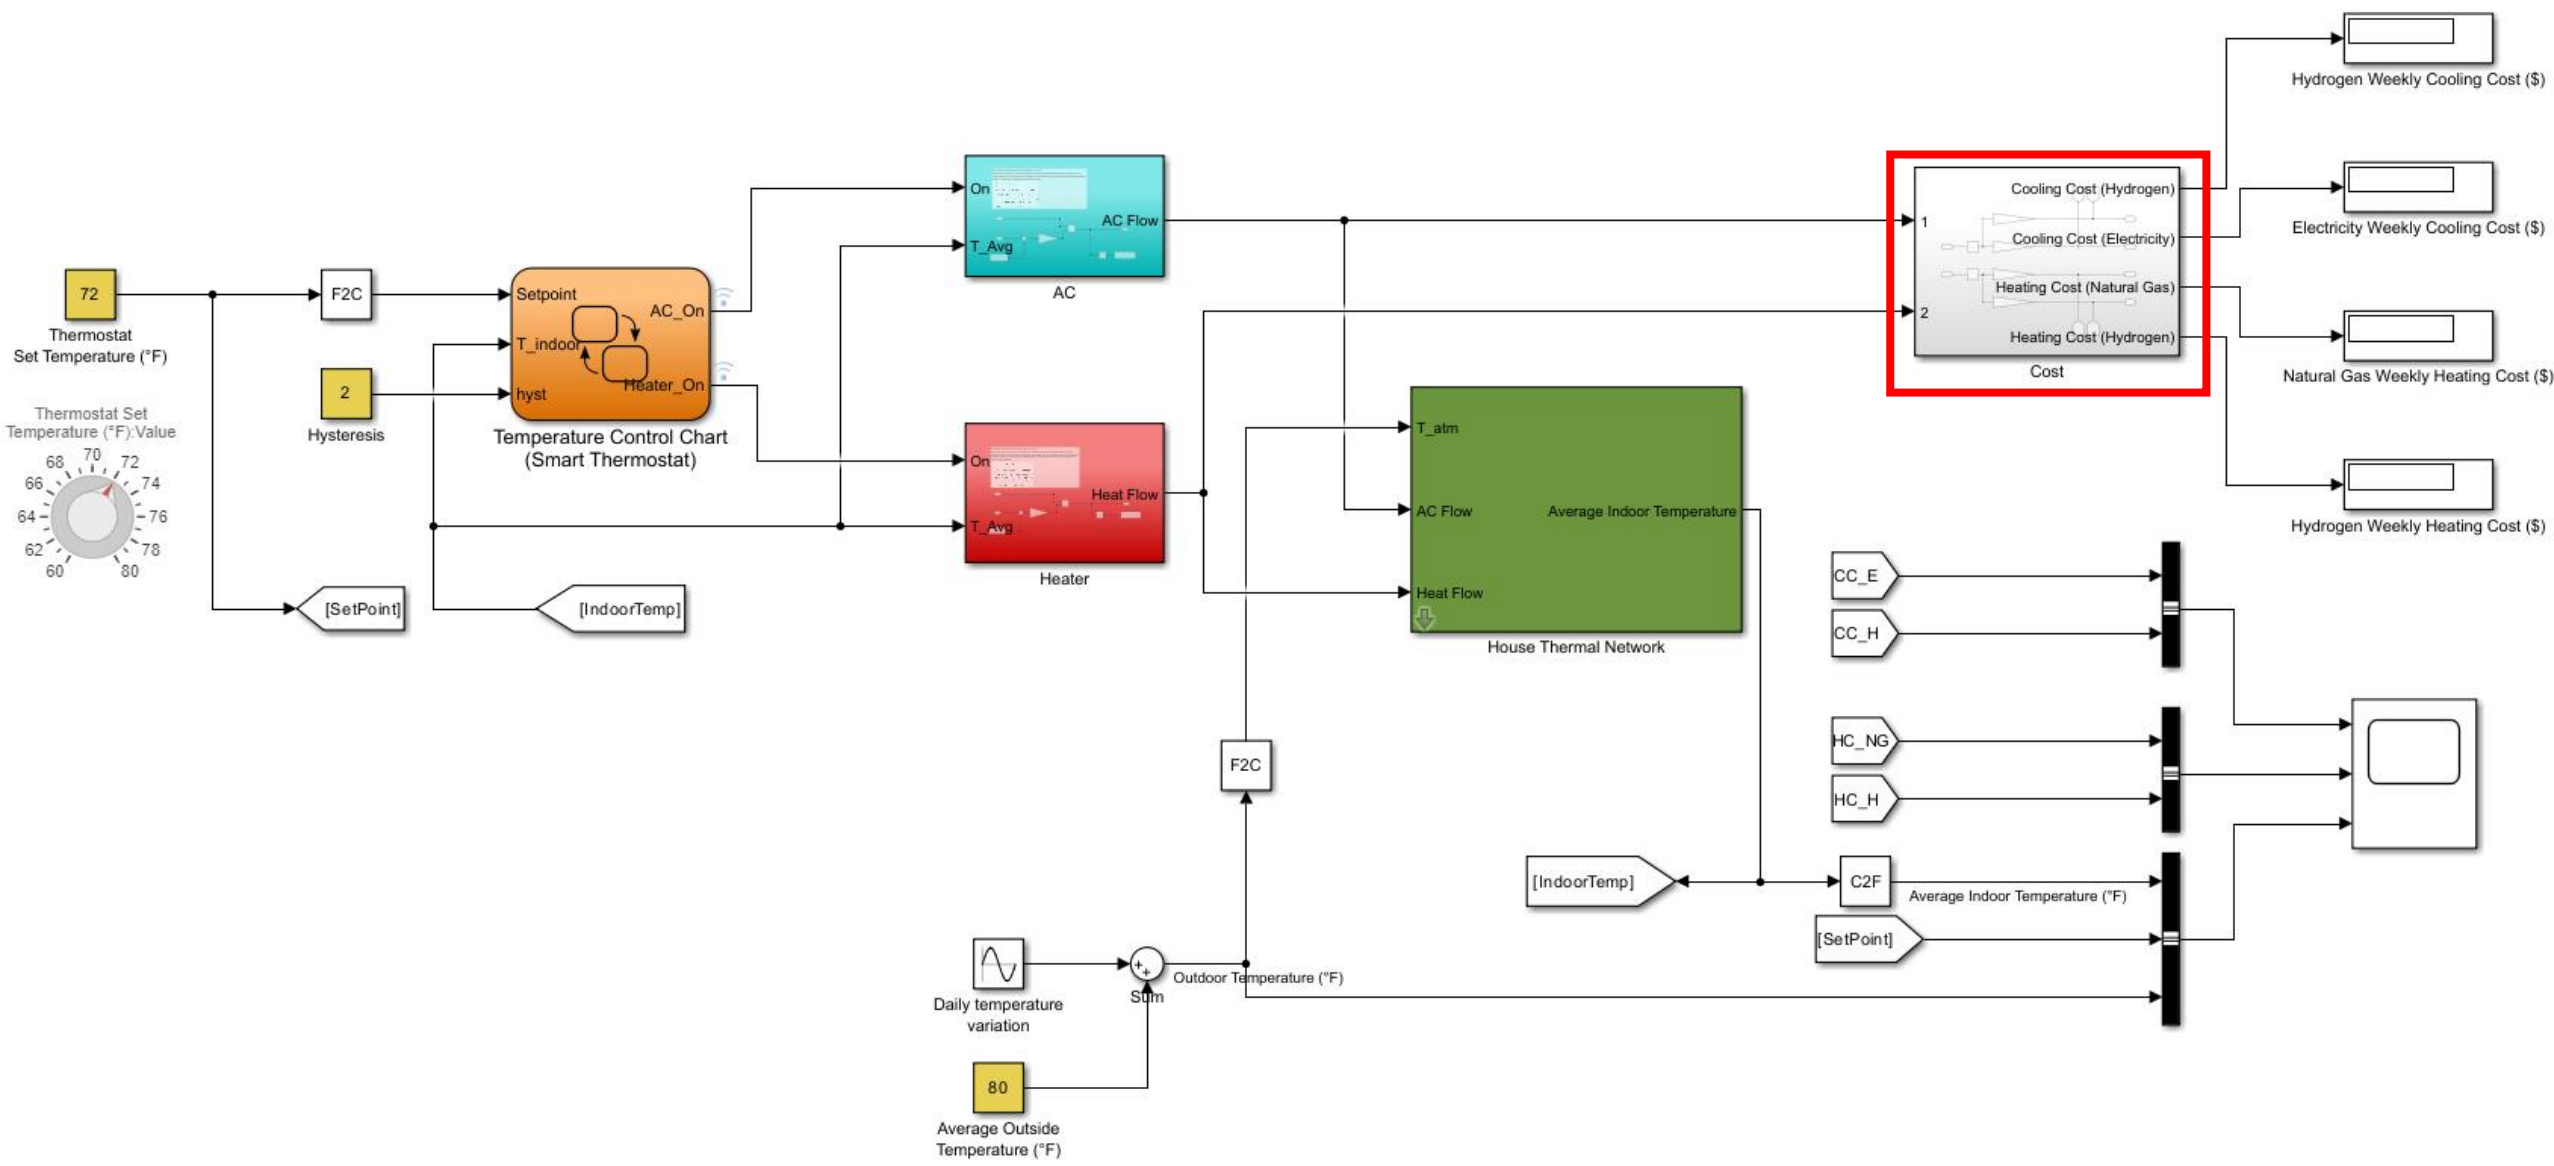 Hydrogen Weekly Cooling Cost ($)
On
T_Avg
AC Flow
AC
1
2
Cooling Cost (Hydrogen)
Cooling Cost (Electricity)
Heating Cost (Natural Gas)
Heating Cost (Hydrogen)
Cost
Electricity Weekly Cooling Cost ($)
Natural Gas Weekly Heating Cost ($)
Hydrogen Weekly Heating Cost ($)
72
Thermostat
Set Temperature (°F)
F2C
2
Hysteresis
Setpoint
T_indoor
hyst
AC_On
Heater_On
Temperature Control Chart
(Smart Thermostat)
Thermostat Set
Temperature (°F):Value
60
62
64
66
68
70
72
74
76
78
80
[SetPoint]
[IndoorTemp]
On
T_Avg
Heat Flow
Heater
T_atm
AC Flow
Heat Flow
Average Indoor Temperature
House Thermal Network
CC_E
CC_H
HC_NG
HC_H
F2C
[IndoorTemp]
C2F
Average Indoor Temperature (°F)
[SetPoint]
Daily temperature
variation
Sum
Outdoor Temperature (°F)
80
Average Outside
Temperature (°F)